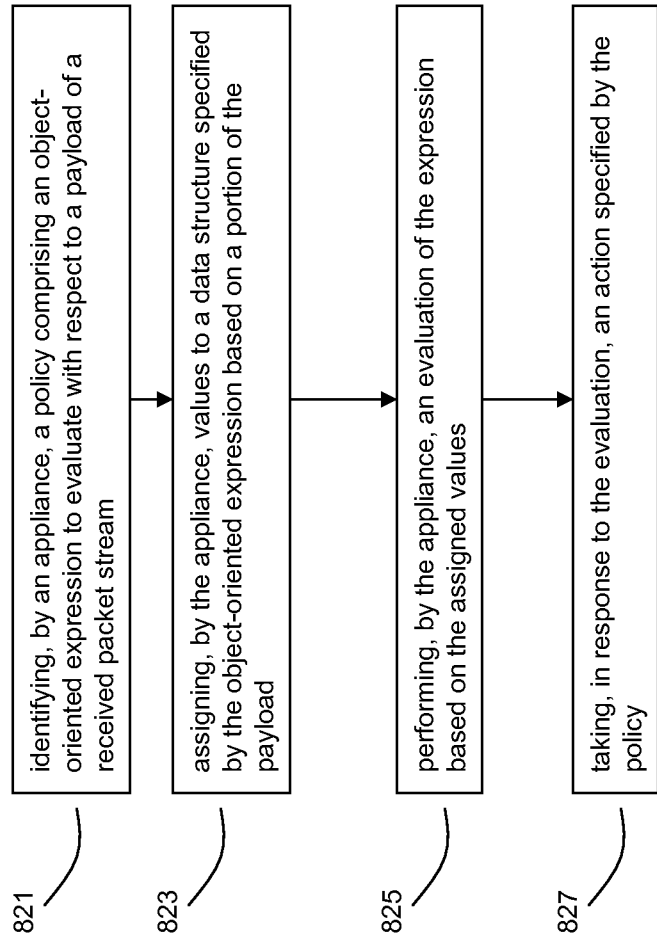 821
identifying, by an appliance, a policy comprising an object-
oriented expression to evaluate with respect to a payload of a
received packet stream
823
assigning, by the appliance, values to a data structure specified
by the object-oriented expression based on a portion of the
payload
825
performing, by the appliance, an evaluation of the expression
based on the assigned values
827
taking, in response to the evaluation, an action specified by the
policy